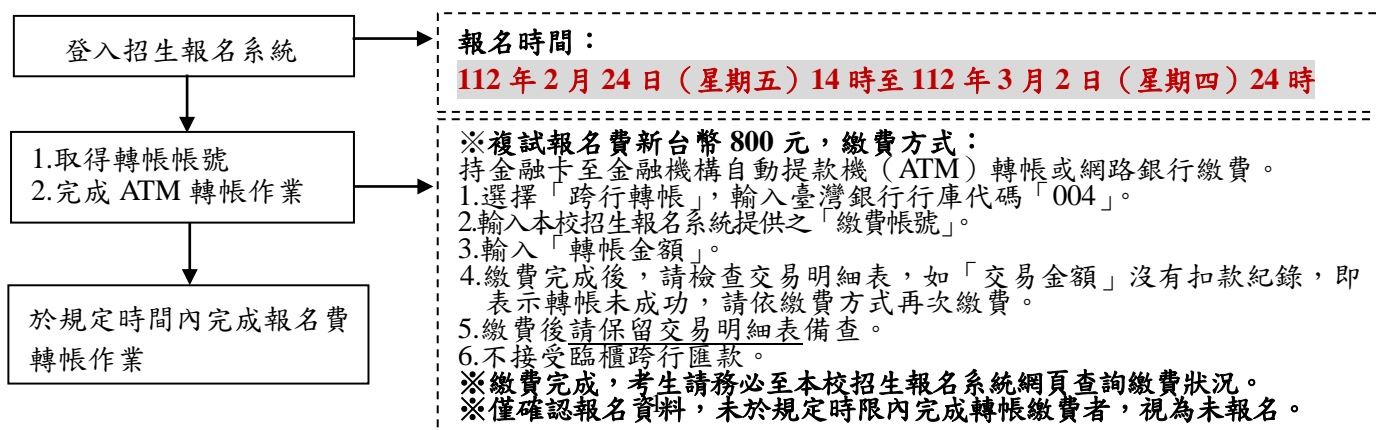 登入招生報名系統
報名時間：
112 年 2 月 24 日（星期五）14 時至 112 年 3 月 2 日（星期四）24 時
1.取得轉帳帳號
2.完成 ATM 轉帳作業
※複試報名費新台幣 800 元，繳費方式：
持金融卡至金融機構自動提款機（ATM）轉帳或網路銀行繳費。
1.選擇「跨行轉帳」，輸入臺灣銀行行庫代碼「004」。
2.輸入本校招生報名系統提供之「繳費帳號」。
3.輸入「轉帳金額」。
4.繳費完成後，請檢查交易明細表，如「交易金額」沒有扣款紀錄，即
表示轉帳未成功，請依繳費方式再次繳費。
5.繳費後請保留交易明細表備查。
6.不接受臨櫃跨行匯款。
※繳費完成，考生請務必至本校招生報名系統網頁查詢繳費狀況。
※僅確認報名資料，未於規定時限內完成轉帳繳費者，視為未報名。
於規定時間內完成報名費
轉帳作業